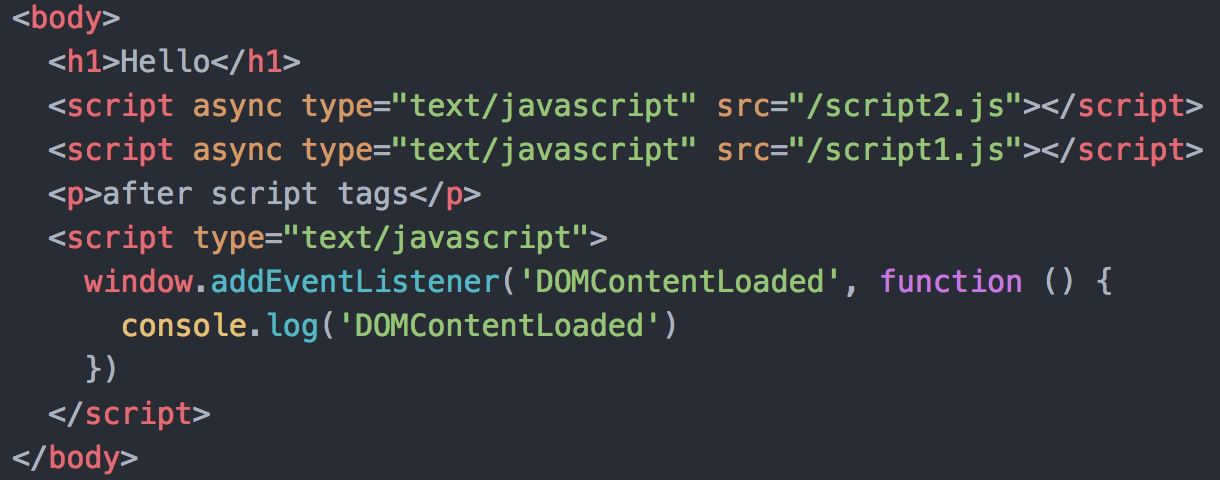 <body>
  <h1>Hello</h1>
  <script async type="text/javascript" src="/script2.js"></script>
  <script async type="text/javascript" src="/script1.js"></script>
  <p>after script tags</p>
  <script type="text/javascript">
    window.addEventListener('DOMContentLoaded', function () {
      console.log('DOMContentLoaded')
    })
  </script>
</body>